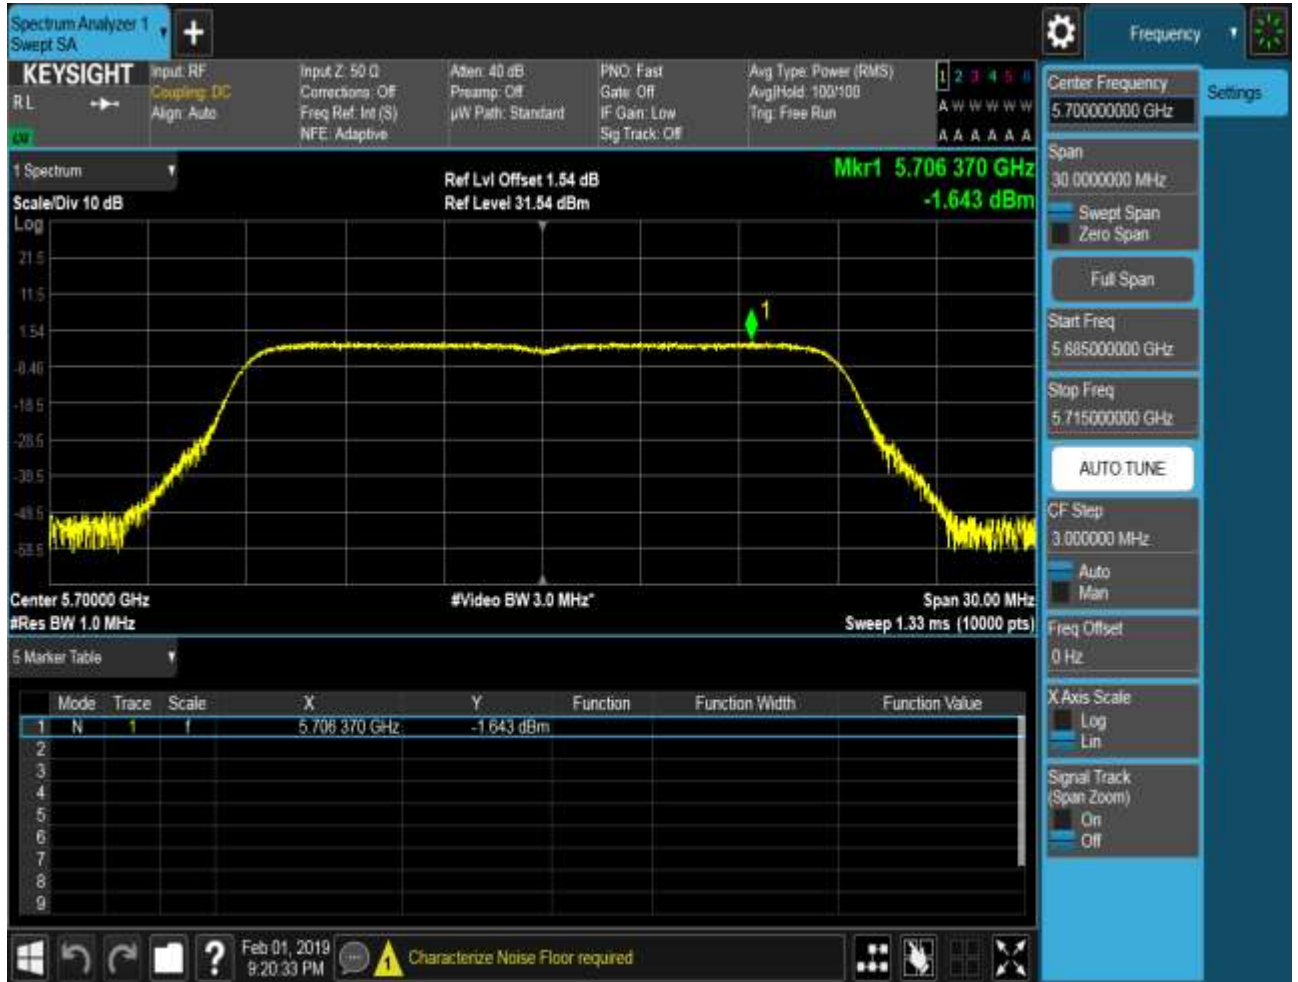 Spectrum Analyzer 1
Swept SA
Frequency
KEYSIGHT
Input: RF
Input Z: 50 Ω
Atten: 40 dB
PNO: Fast
Avg Type: Power (RMS)
1 2 3 4 5 6
RL
Coupling: DC
Corrections: Off
Preamp: Off
Gate: Off
Avg|Hold: 100/100
A W W W W W
Align: Auto
Freq Ref: Int (S)
µW Path: Standard
IF Gain: Low
Trig: Free Run
NFE: Adaptive
Sig Track: Off
A A A A A A
1 Spectrum
Ref Lvl Offset 1.54 dB
Mkr1 5.706 370 GHz
Scale/Div 10 dB
Ref Level 31.54 dBm
-1.643 dBm
Log
21.5
11.5
1.54
-8.46
-18.5
-28.5
-38.5
-48.5
-58.5
1
Center 5.70000 GHz
#Video BW 3.0 MHz*
Span 30.00 MHz
#Res BW 1.0 MHz
Sweep 1.33 ms (10000 pts)
5 Marker Table
Mode Trace Scale X Y Function Function Width Function Value
1 N 1 f 5.706 370 GHz -1.643 dBm
2
3
4
5
6
7
8
9
Feb 01, 2019
9:20:33 PM
?
1
Characterize Noise Floor required
Settings
Center Frequency
5.700000000 GHz
Span
30.0000000 MHz
Swept Span
Zero Span
Full Span
Start Freq
5.685000000 GHz
Stop Freq
5.715000000 GHz
AUTO TUNE
CF Step
3.000000 MHz
Auto
Man
Freq Offset
0 Hz
X Axis Scale
Log
Lin
Signal Track
(Span Zoom)
On
Off